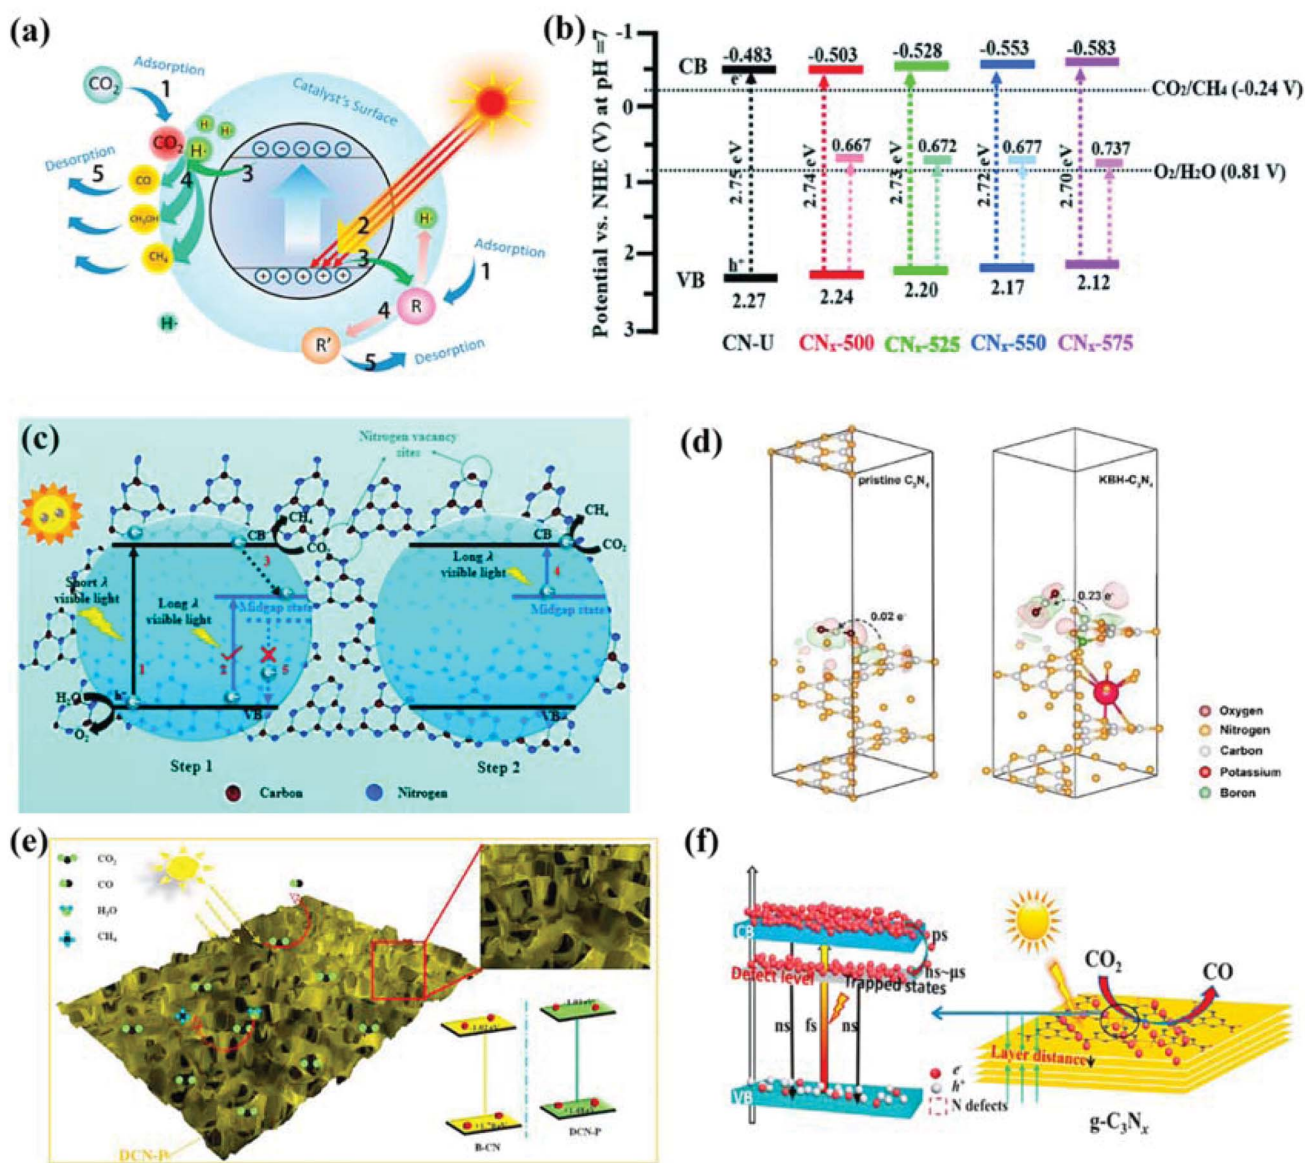 (a)
CO₂
Adsorption
1
Catalyst's Surface
CO₂
H·
H·
H·
Desorption
5
4
3
CO
CH₃OH
CH₄
H·
2
3
H·
Adsorption
1
R
4
R'
5
Desorption
(b)
Potential vs. NHE (V) at pH =7
-1
0
1
2
3
CB
VB
-0.483
-0.503
-0.528
-0.553
-0.583
e⁻
CO₂/CH₄ (-0.24 V)
0.667
0.672
0.677
0.737
O₂/H₂O (0.81 V)
2.75 eV
2.74 eV
2.73 eV
2.72 eV
2.70 eV
h⁺
2.27
2.24
2.20
2.17
2.12
CN-U
CNₓ-500
CNₓ-525
CNₓ-550
CNₓ-575
(c)
Nitrogen vacancy
sites
CB
CH₄
CO₂
3
Short λ
visible light
Long λ
visible light
Midgap state
1
2
5
H₂O
h⁺
O₂
VB
Step 1
CB
CH₄
CO₂
Long λ
visible light
4
Midgap state
VB
Step 2
Carbon
Nitrogen
(d)
pristine C₃N₄
0.02 e⁻
KBH-C₃N₄
0.23 e⁻
Oxygen
Nitrogen
Carbon
Potassium
Boron
(e)
CO₂
CO
H₂O
CH₄
DCN-P
B-CN
DCN-P
(f)
CB
ps
Defect level
ns~μs
Trapped states
ns
fs
ns
VB
e⁻
h⁺
N defects
CO₂
CO
Layer distance
g-C₃Nₓ